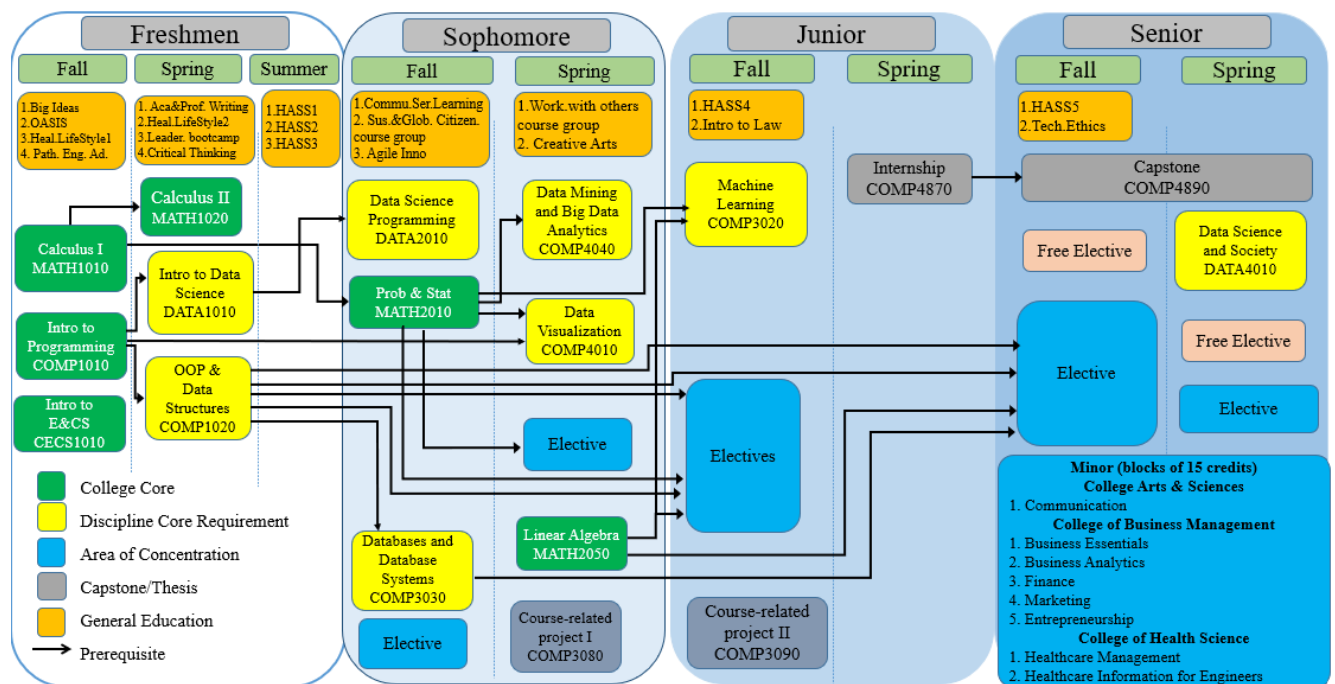 Freshmen
Fall
Spring
Summer
1.Big Ideas
2.OASIS
3.Heal.LifeStyle1
4. Path. Eng. Ad.
1. Aca&Prof. Writing
2.Heal.LifeStyle2
3.Leader. bootcamp
4.Critical Thinking
1.HASS1
2.HASS2
3.HASS3
Calculus I
MATH1010
Intro to
Programming
COMP1010
Intro to
E&CS
CECS1010
Calculus II
MATH1020
Intro to Data
Science
DATA1010
OOP &
Data
Structures
COMP1020
College Core
Discipline Core Requirement
Area of Concentration
Capstone/Thesis
General Education
Prerequisite
Sophomore
Fall
Spring
1.Commu.Ser.Learning
2. Sus.&Glob. Citizen.
course group
3. Agile Inno
1.Work.with others
course group
2. Creative Arts
Data Science
Programming
DATA2010
Prob & Stat
MATH2010
Databases and
Database
Systems
COMP3030
Elective
Data Mining
and Big Data
Analytics
COMP4040
Data
Visualization
COMP4010
Elective
Linear Algebra
MATH2050
Course-related
project I
COMP3080
Junior
Fall
Spring
1.HASS4
2.Intro to Law
Machine
Learning
COMP3020
Electives
Course-related
project II
COMP3090
Internship
COMP4870
Senior
Fall
Spring
1.HASS5
2.Tech.Ethics
Capstone
COMP4890
Free Elective
Elective
Data Science
and Society
DATA4010
Free Elective
Elective
Minor (blocks of 15 credits)
College Arts & Sciences
1. Communication
College of Business Management
1. Business Essentials
2. Business Analytics
3. Finance
4. Marketing
5. Entrepreneurship
College of Health Science
1. Healthcare Management
2. Healthcare Information for Engineers